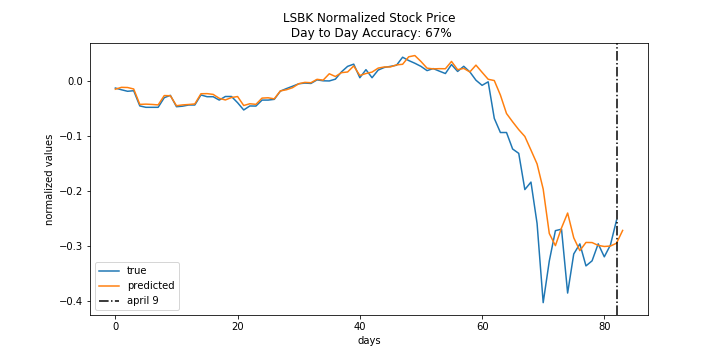 LSBK Normalized Stock Price
Day to Day Accuracy: 67%
normalized values
0.0
−0.1
−0.2
−0.3
−0.4
true
predicted
april 9
0
20
40
60
80
days